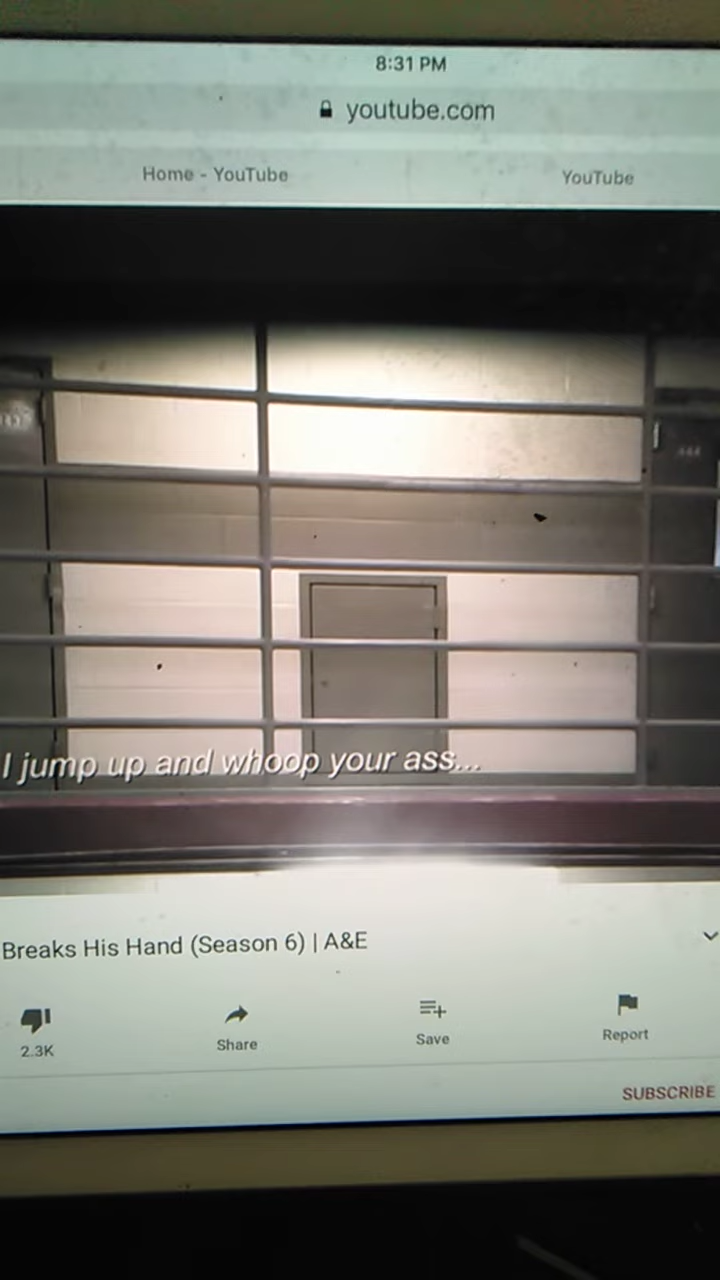 8:31 PM
youtube.com
Home - YouTube
YouTube
I jump up and whoop your ass...
Breaks His Hand (Season 6) | A&E
2.3K
Share
Save
Report
SUBSCRIBE